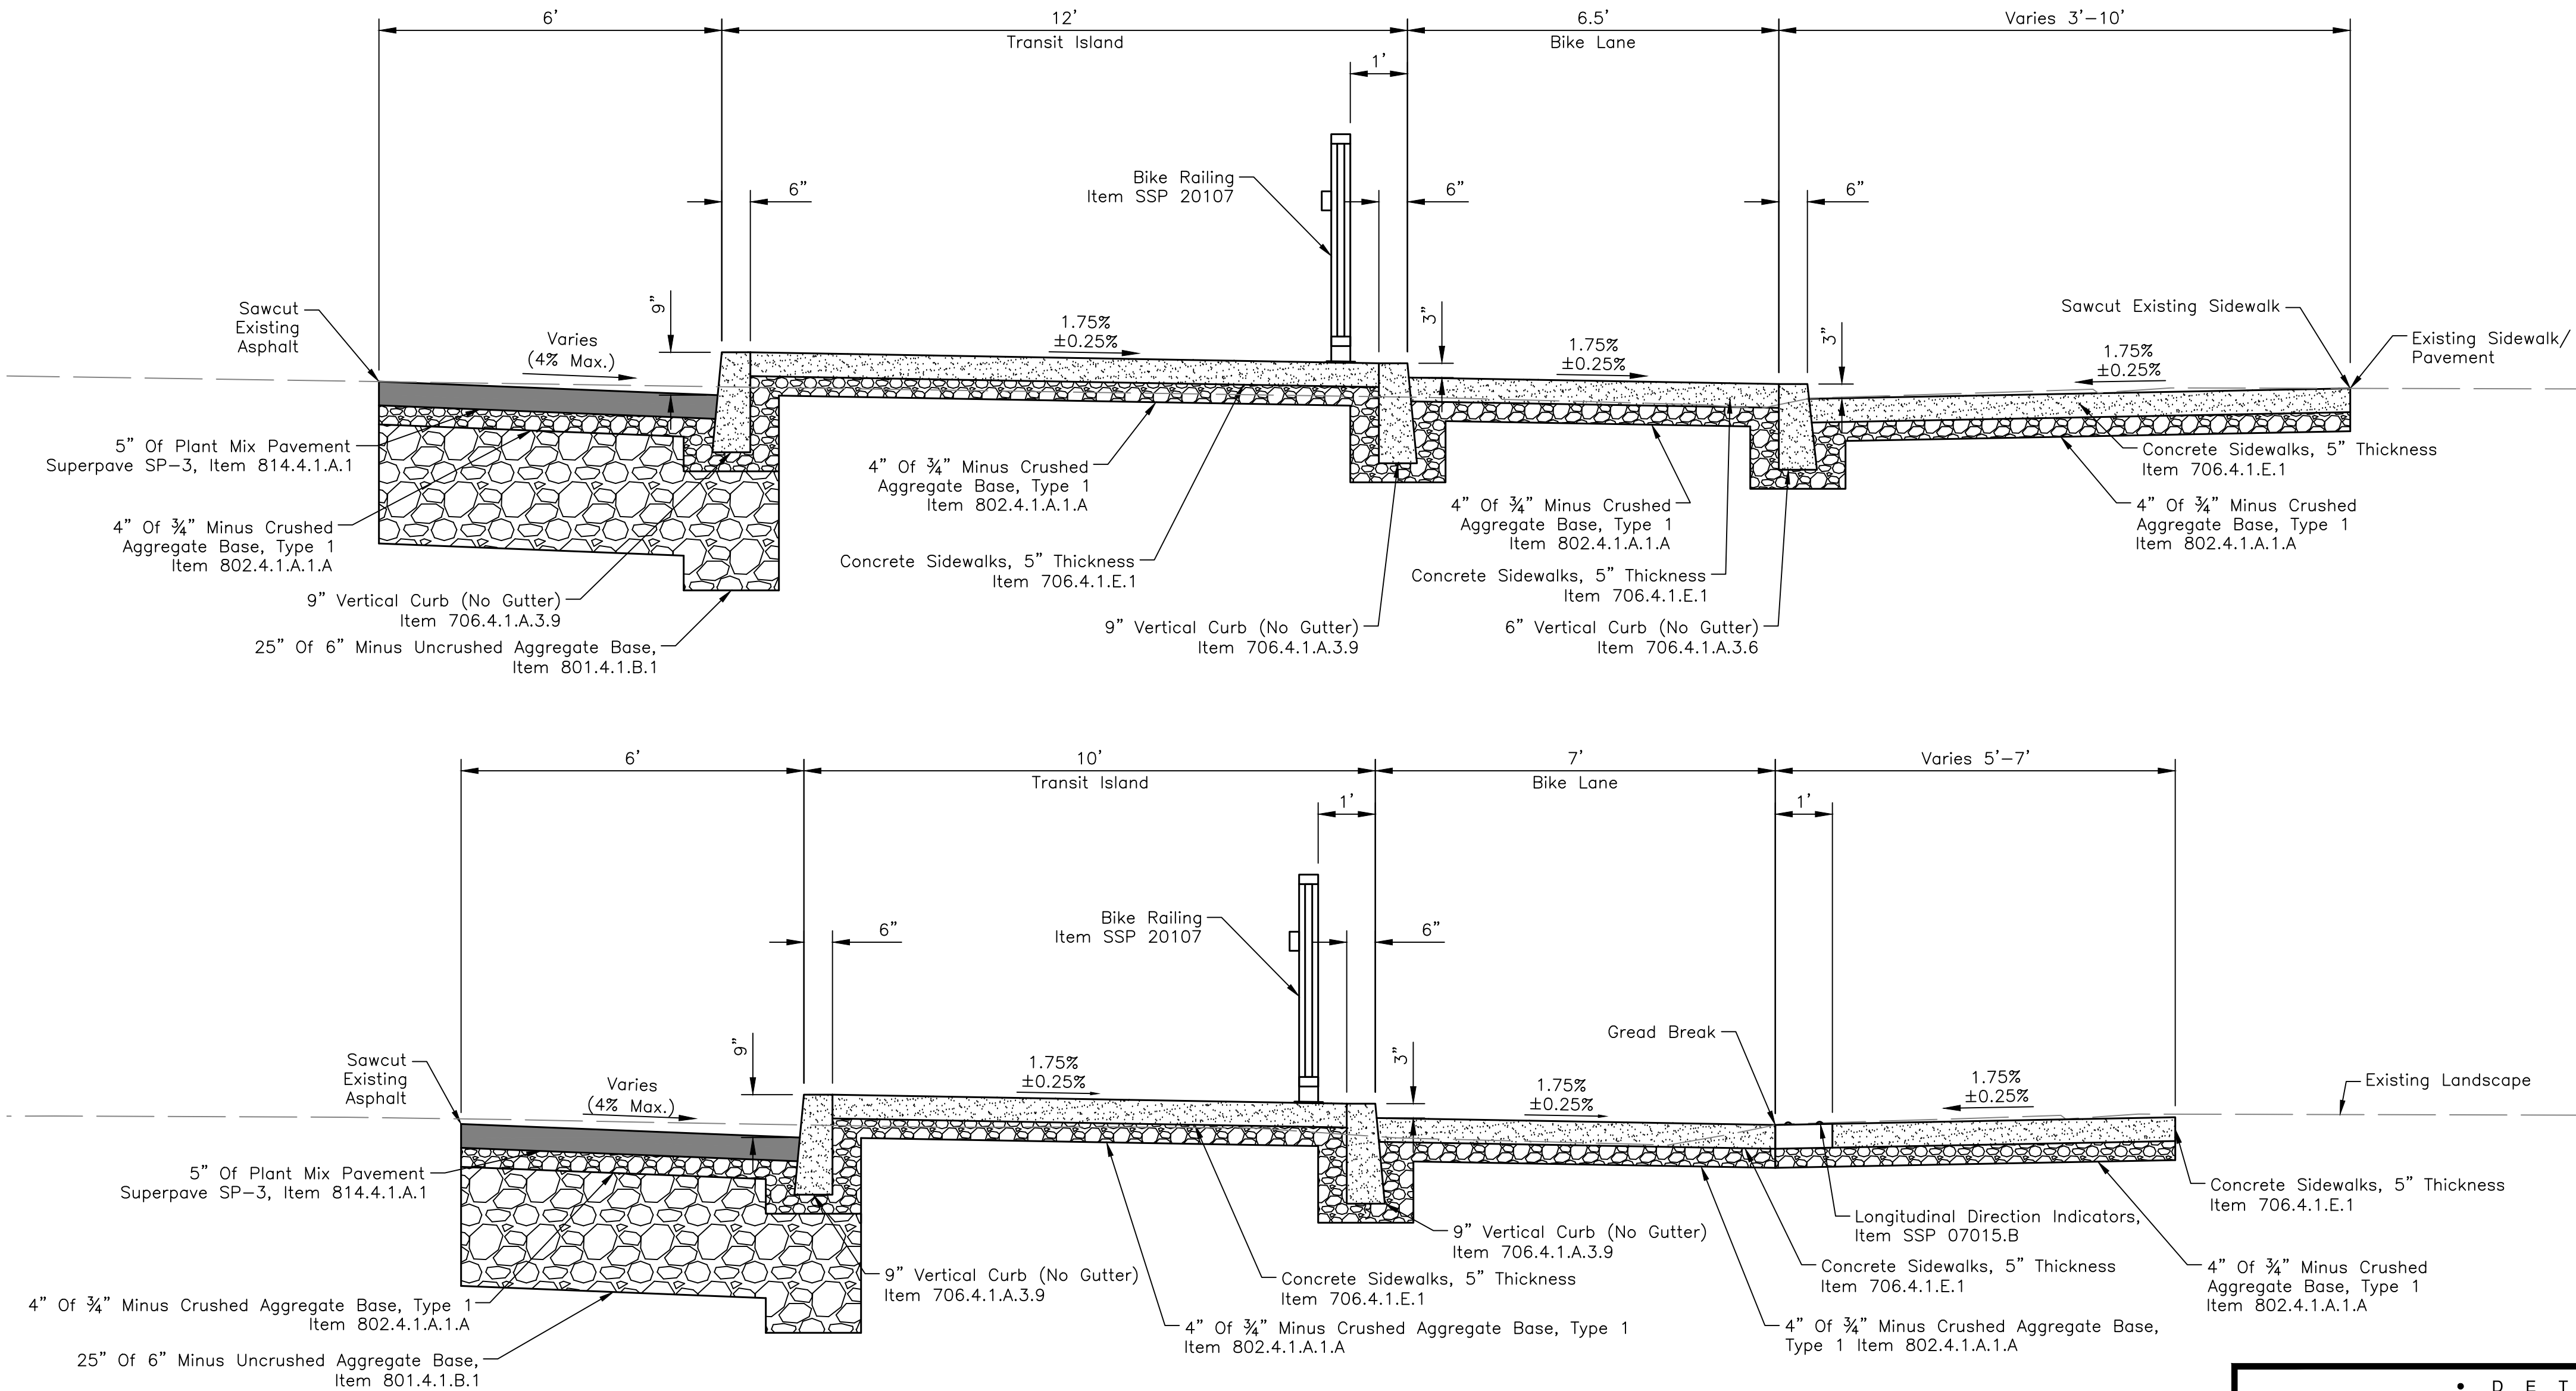 6'
12'
Transit Island
6.5'
Bike Lane
Varies 3'-10'
1'
Bike Railing
Item SSP 20107
6"
6"
6"
Sawcut
Existing
Asphalt
Varies
(4% Max.)
9"
1.75%
±0.25%
3"
1.75%
±0.25%
3"
1.75%
±0.25%
Sawcut Existing Sidewalk
Existing Sidewalk/
Pavement
5" Of Plant Mix Pavement
Superpave SP-3, Item 814.4.1.A.1
4" Of ¾" Minus Crushed
Aggregate Base, Type 1
Item 802.4.1.A.1.A
9" Vertical Curb (No Gutter)
Item 706.4.1.A.3.9
25" Of 6" Minus Uncrushed Aggregate Base,
Item 801.4.1.B.1
4" Of ¾" Minus Crushed
Aggregate Base, Type 1
Item 802.4.1.A.1.A
Concrete Sidewalks, 5" Thickness
Item 706.4.1.E.1
9" Vertical Curb (No Gutter)
Item 706.4.1.A.3.9
4" Of ¾" Minus Crushed
Aggregate Base, Type 1
Item 802.4.1.A.1.A
Concrete Sidewalks, 5" Thickness
Item 706.4.1.E.1
6" Vertical Curb (No Gutter)
Item 706.4.1.A.3.6
Concrete Sidewalks, 5" Thickness
Item 706.4.1.E.1
4" Of ¾" Minus Crushed
Aggregate Base, Type 1
Item 802.4.1.A.1.A
6'
10'
Transit Island
7'
Bike Lane
Varies 5'-7'
1'
1'
Bike Railing
Item SSP 20107
6"
6"
Sawcut
Existing
Asphalt
Varies
(4% Max.)
9"
1.75%
±0.25%
3"
1.75%
±0.25%
Gread Break
1.75%
±0.25%
Existing Landscape
5" Of Plant Mix Pavement
Superpave SP-3, Item 814.4.1.A.1
4" Of ¾" Minus Crushed Aggregate Base, Type 1
Item 802.4.1.A.1.A
25" Of 6" Minus Uncrushed Aggregate Base,
Item 801.4.1.B.1
9" Vertical Curb (No Gutter)
Item 706.4.1.A.3.9
9" Vertical Curb (No Gutter)
Item 706.4.1.A.3.9
Concrete Sidewalks, 5" Thickness
Item 706.4.1.E.1
4" Of ¾" Minus Crushed Aggregate Base, Type 1
Item 802.4.1.A.1.A
Longitudinal Direction Indicators,
Item SSP 07015.B
Concrete Sidewalks, 5" Thickness
Item 706.4.1.E.1
4" Of ¾" Minus Crushed Aggregate Base,
Type 1 Item 802.4.1.A.1.A
Concrete Sidewalks, 5" Thickness
Item 706.4.1.E.1
4" Of ¾" Minus Crushed
Aggregate Base, Type 1
Item 802.4.1.A.1.A
• D E T